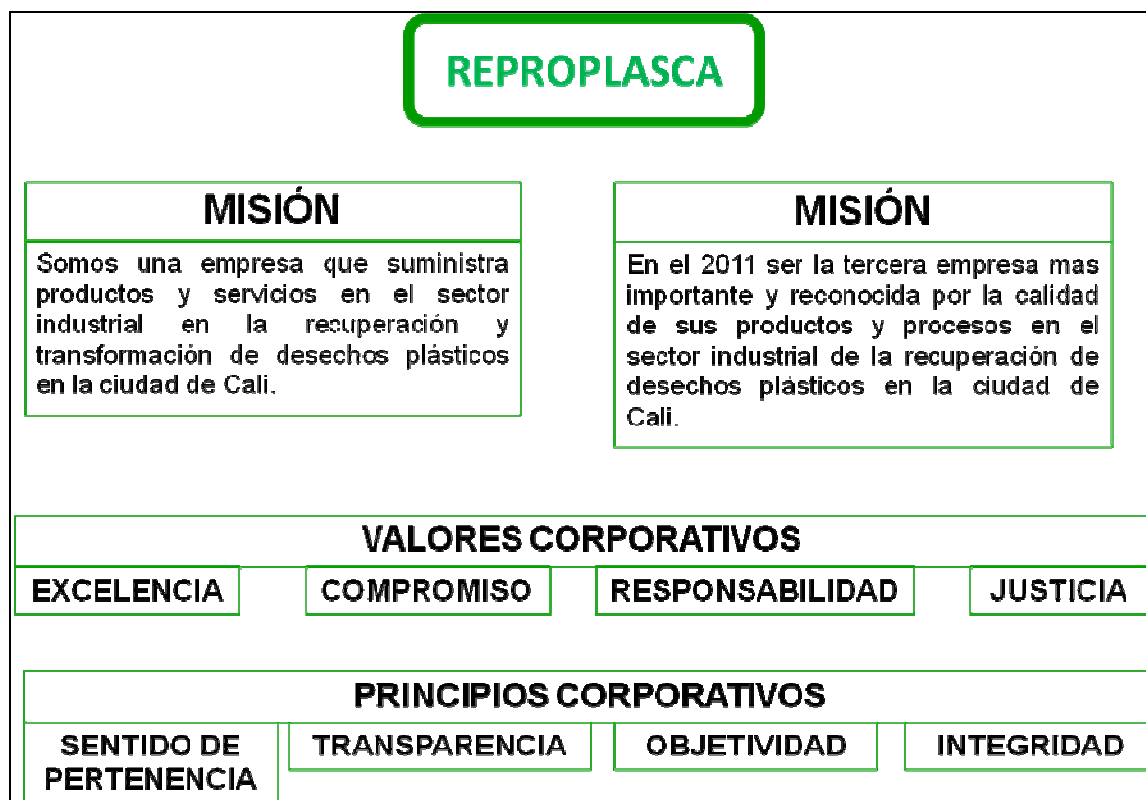 REPROPLASCA
MISIÓN
Somos una empresa que suministra
productos y servicios en el sector
industrial en la recuperación y
transformación de desechos plásticos
en la ciudad de Cali.
MISIÓN
En el 2011 ser la tercera empresa mas
importante y reconocida por la calidad
de sus productos y procesos en el
sector industrial de la recuperación de
desechos plásticos en la ciudad de
Cali.
VALORES CORPORATIVOS
EXCELENCIA
COMPROMISO
RESPONSABILIDAD
JUSTICIA
PRINCIPIOS CORPORATIVOS
SENTIDO DE
PERTENENCIA
TRANSPARENCIA
OBJETIVIDAD
INTEGRIDAD